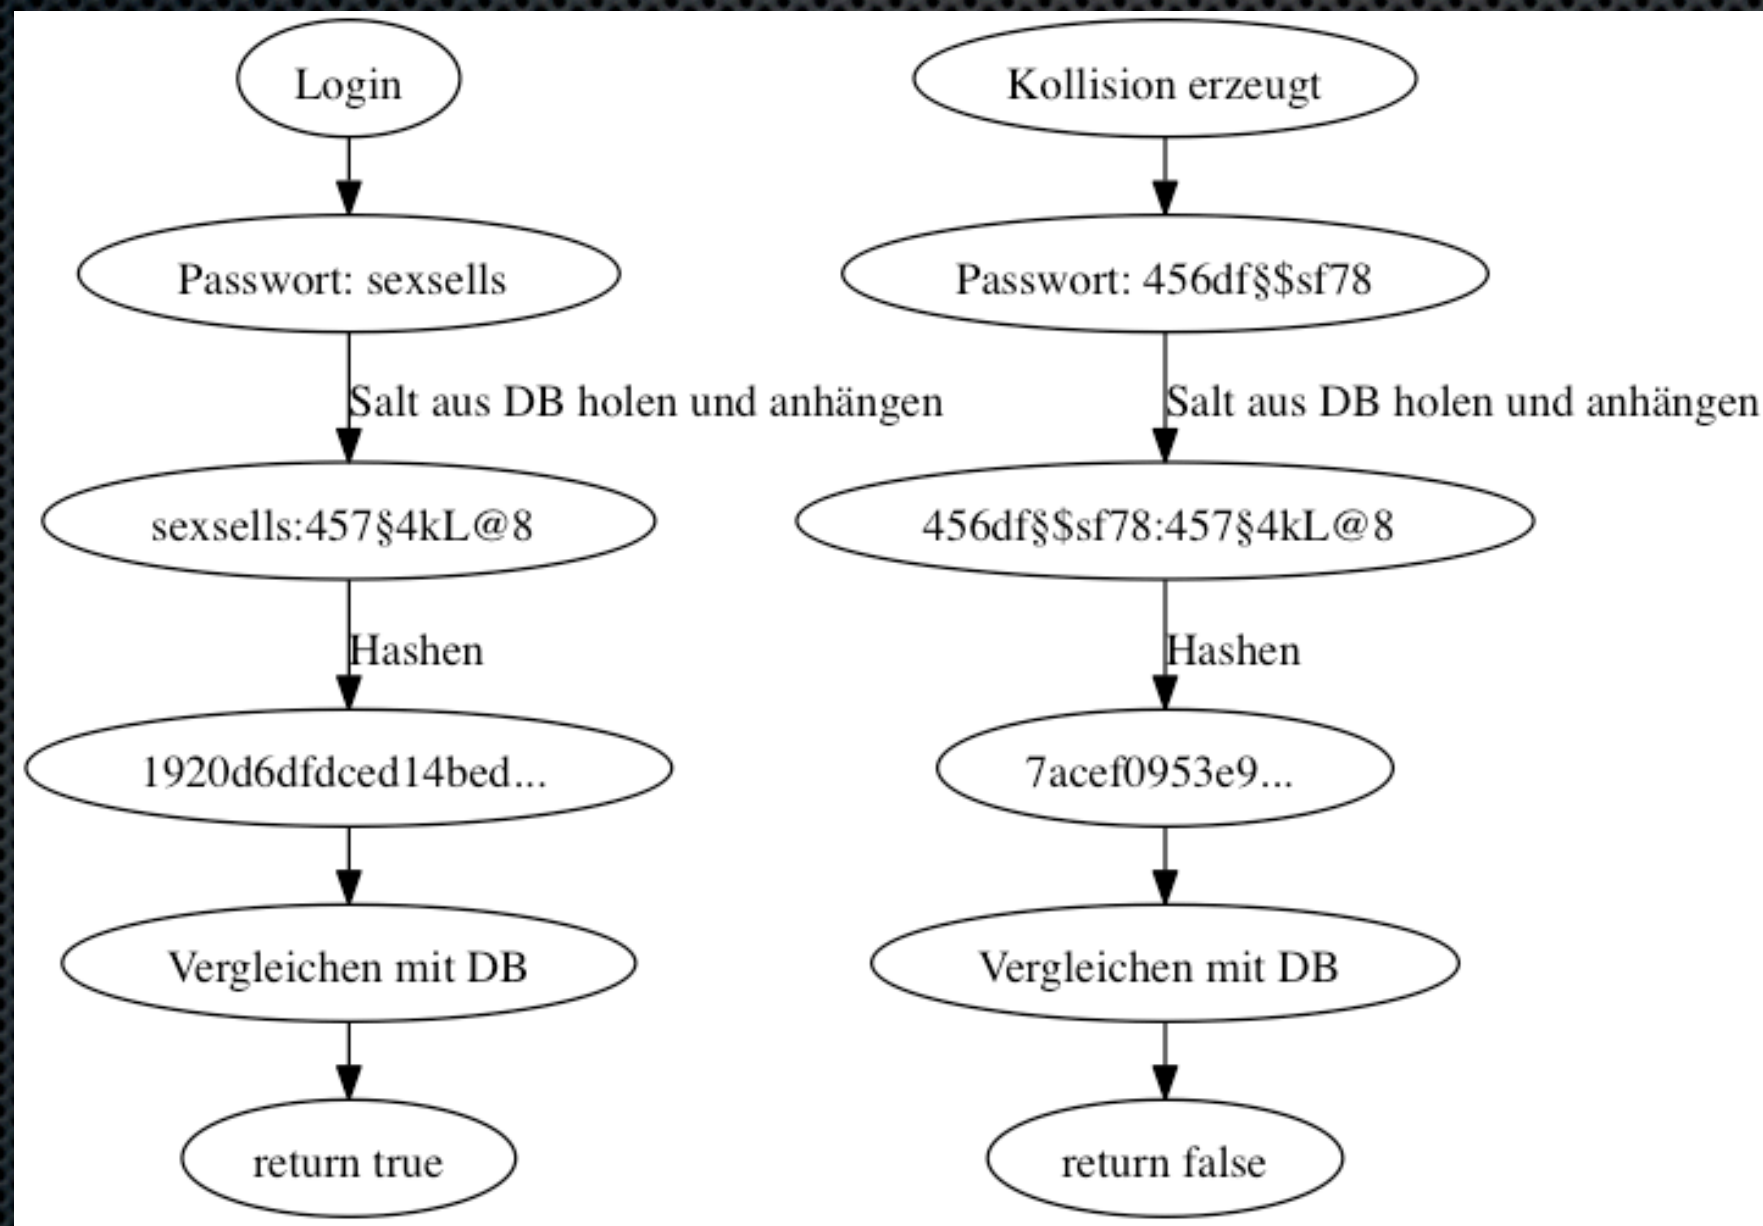 Login
Passwort: sexsells
Salt aus DB holen und anhängen
sexsells:457§4kL@8
Hashen
1920d6dfdced14bed...
Vergleichen mit DB
return true
Kollision erzeugt
Passwort: 456df§$sf78
Salt aus DB holen und anhängen
456df§$sf78:457§4kL@8
Hashen
7acef0953e9...
Vergleichen mit DB
return false